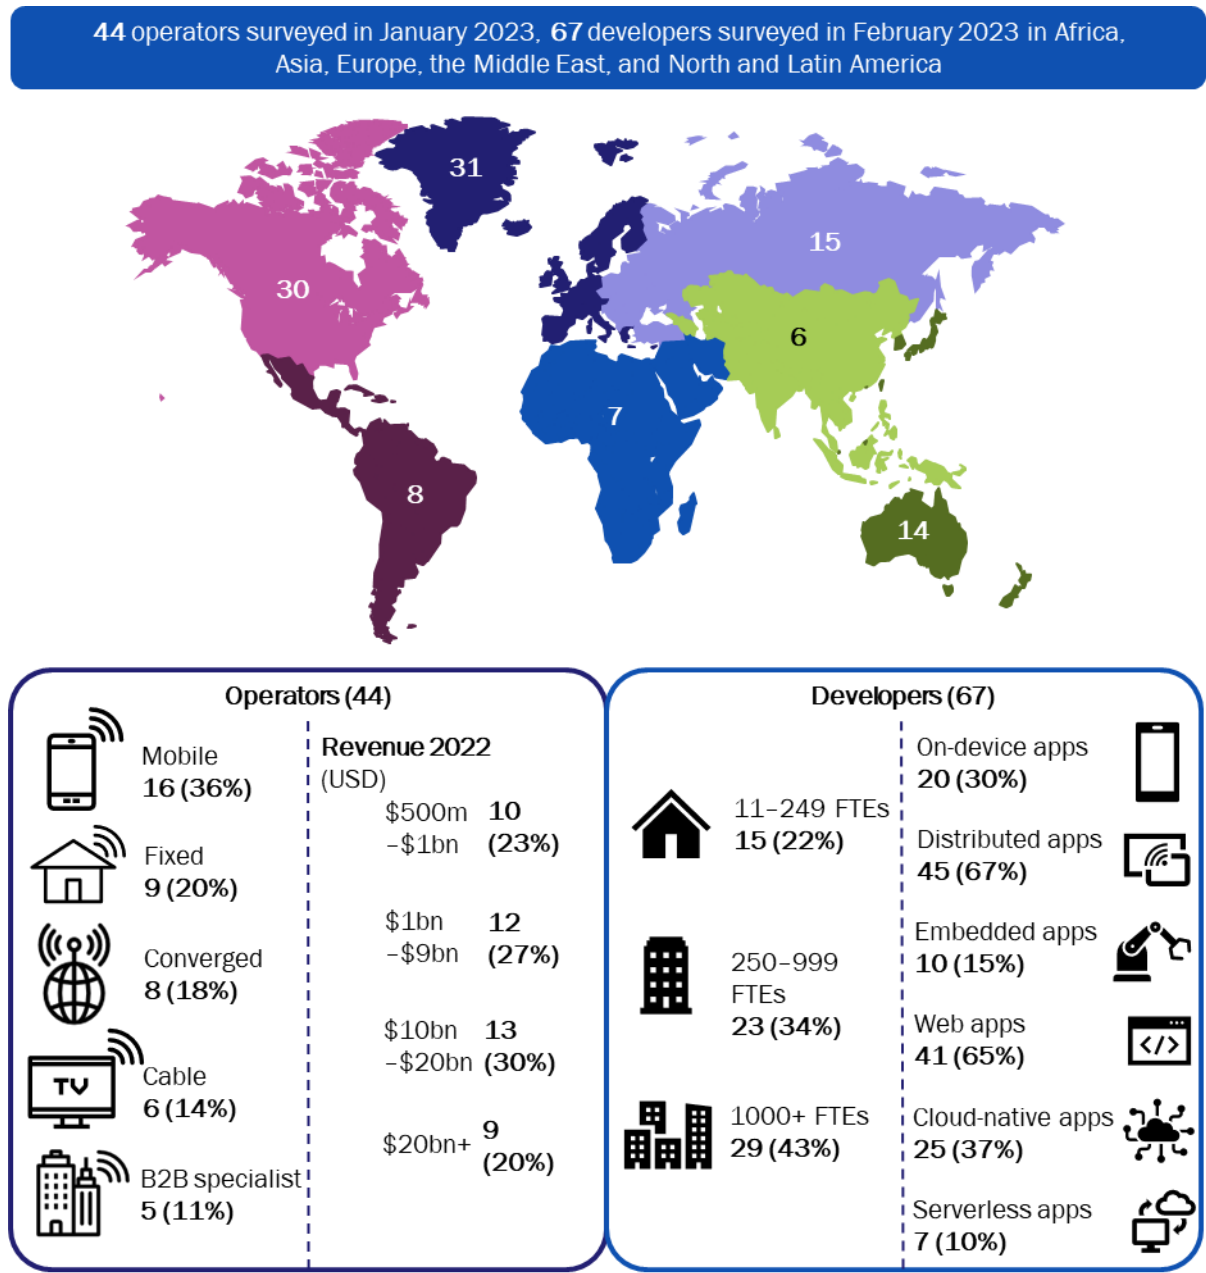 44 operators surveyed in January 2023, 67 developers surveyed in February 2023 in Africa,
Asia, Europe, the Middle East, and North and Latin America
31
15
30
6
7
8
14
Operators (44)
Mobile
16 (36%)
Fixed
9 (20%)
Converged
8 (18%)
TV
Cable
6 (14%)
B2B specialist
5 (11%)
Revenue 2022
(USD)
$500m 10
–$1bn (23%)
$1bn 12
–$9bn (27%)
$10bn 13
–$20bn (30%)
$20bn+ 9
(20%)
Developers (67)
11–249 FTEs
15 (22%)
250–999
FTEs
23 (34%)
1000+ FTEs
29 (43%)
On-device apps
20 (30%)
Distributed apps
45 (67%)
Embedded apps
10 (15%)
Web apps
41 (65%)
</>
Cloud-native apps
25 (37%)
Serverless apps
7 (10%)